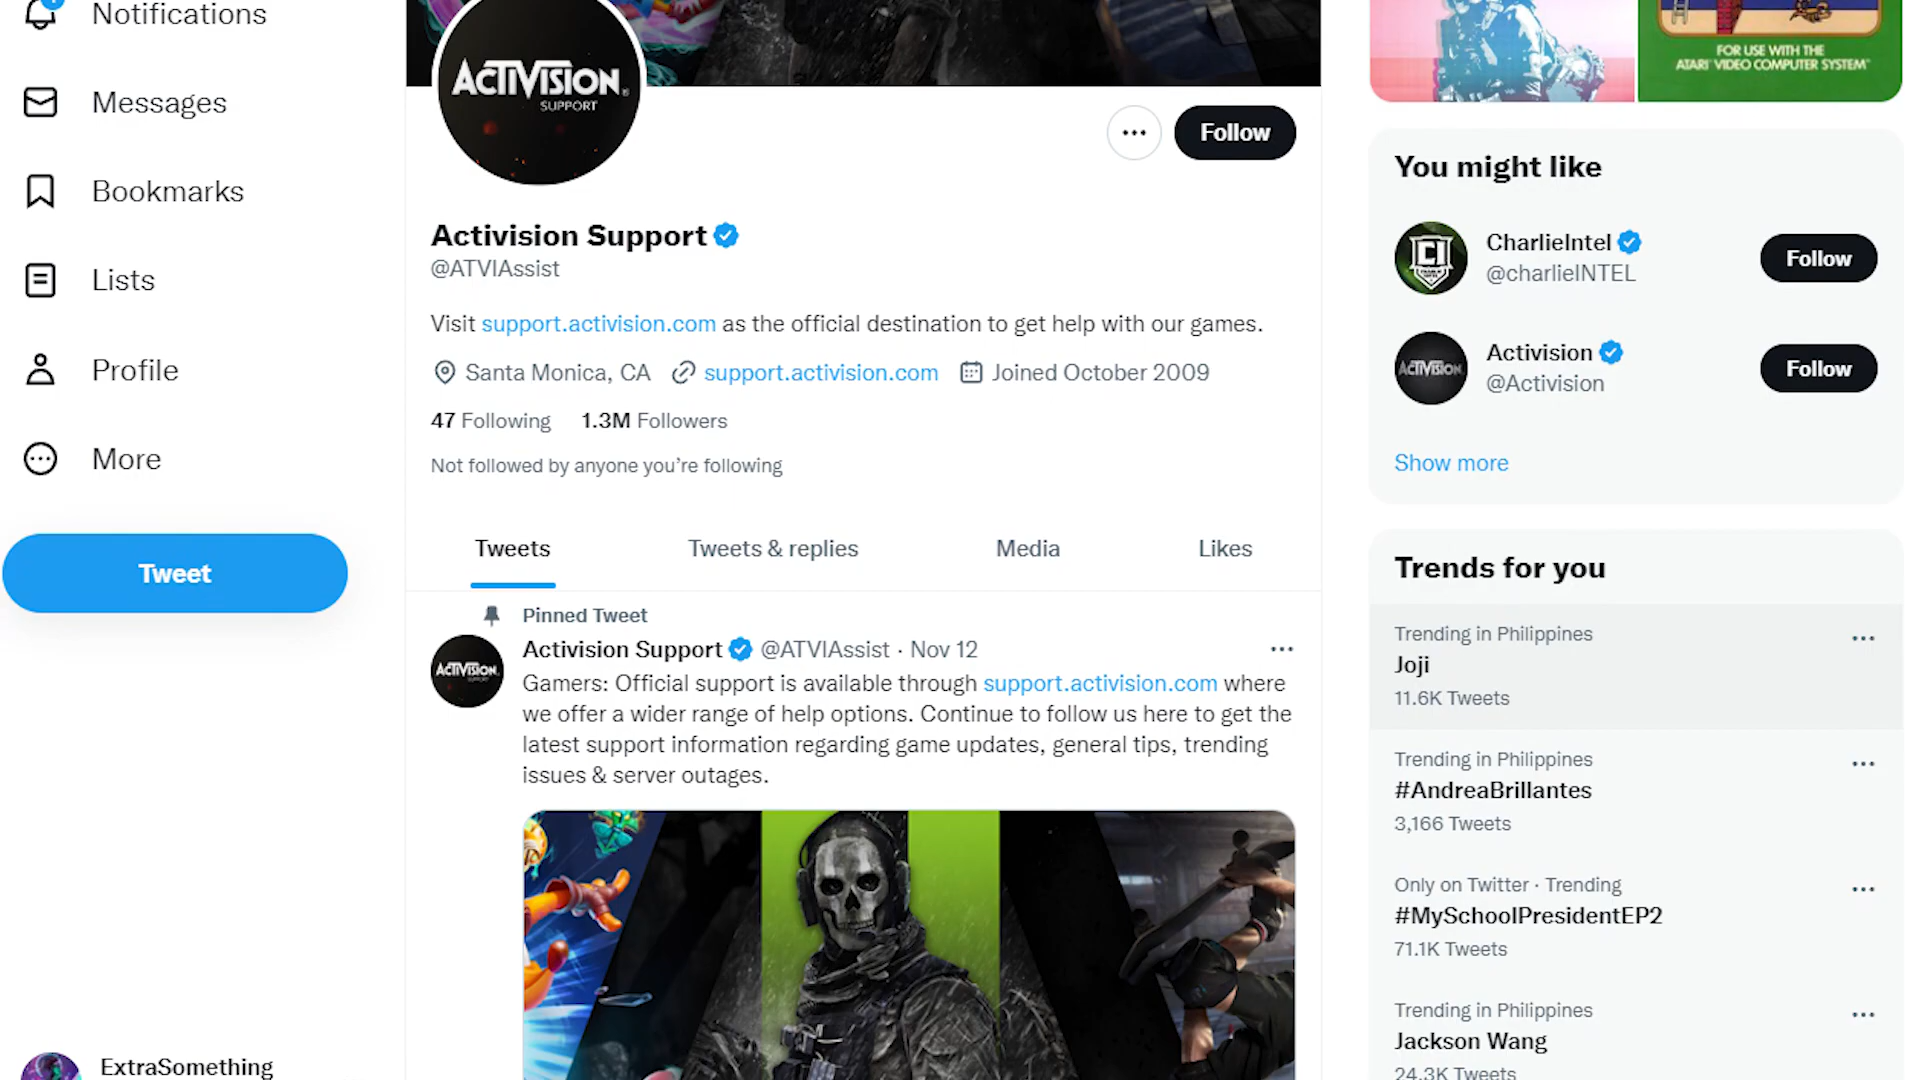 Notifications
Messages
Bookmarks
Lists
Profile
More
Tweet
ExtraSomething
ACTIVISION
SUPPORT
Follow
Activision Support
@ATVIAssist
Visit support.activision.com as the official destination to get help with our games.
Santa Monica, CA support.activision.com Joined October 2009
47 Following 1.3M Followers
Not followed by anyone you’re following
Tweets Tweets & replies Media Likes
Pinned Tweet
Activision Support @ATVIAssist · Nov 12
ACTIVISION
Gamers: Official support is available through support.activision.com where
we offer a wider range of help options. Continue to follow us here to get the
latest support information regarding game updates, general tips, trending
issues & server outages.
FOR USE WITH THE
ATARI VIDEO COMPUTER SYSTEM™
You might like
CI
CharlieIntel
@charlieINTEL
Follow
ACTIVISION
Activision
@Activision
Follow
Show more
Trends for you
Trending in Philippines
Joji
11.6K Tweets
Trending in Philippines
#AndreaBrillantes
3,166 Tweets
Only on Twitter · Trending
#MySchoolPresidentEP2
71.1K Tweets
Trending in Philippines
Jackson Wang
24.3K Tweets